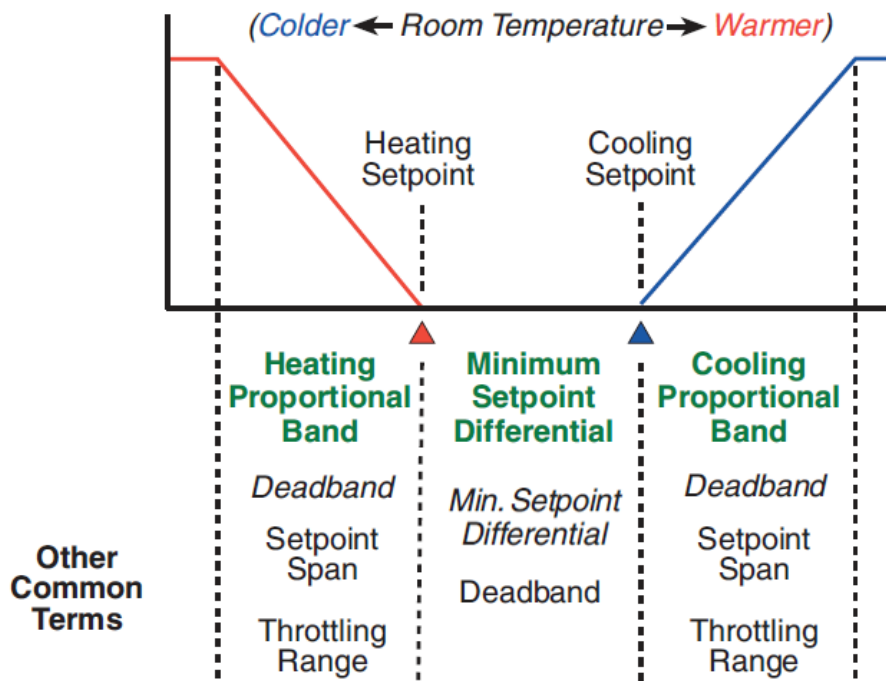 (Colder ← Room Temperature → Warmer)
Heating
Setpoint
Cooling
Setpoint
Heating
Proportional
Band
Minimum
Setpoint
Differential
Cooling
Proportional
Band
Other
Common
Terms
Deadband
Setpoint
Span
Throttling
Range
Min. Setpoint
Differential
Deadband
Deadband
Setpoint
Span
Throttling
Range